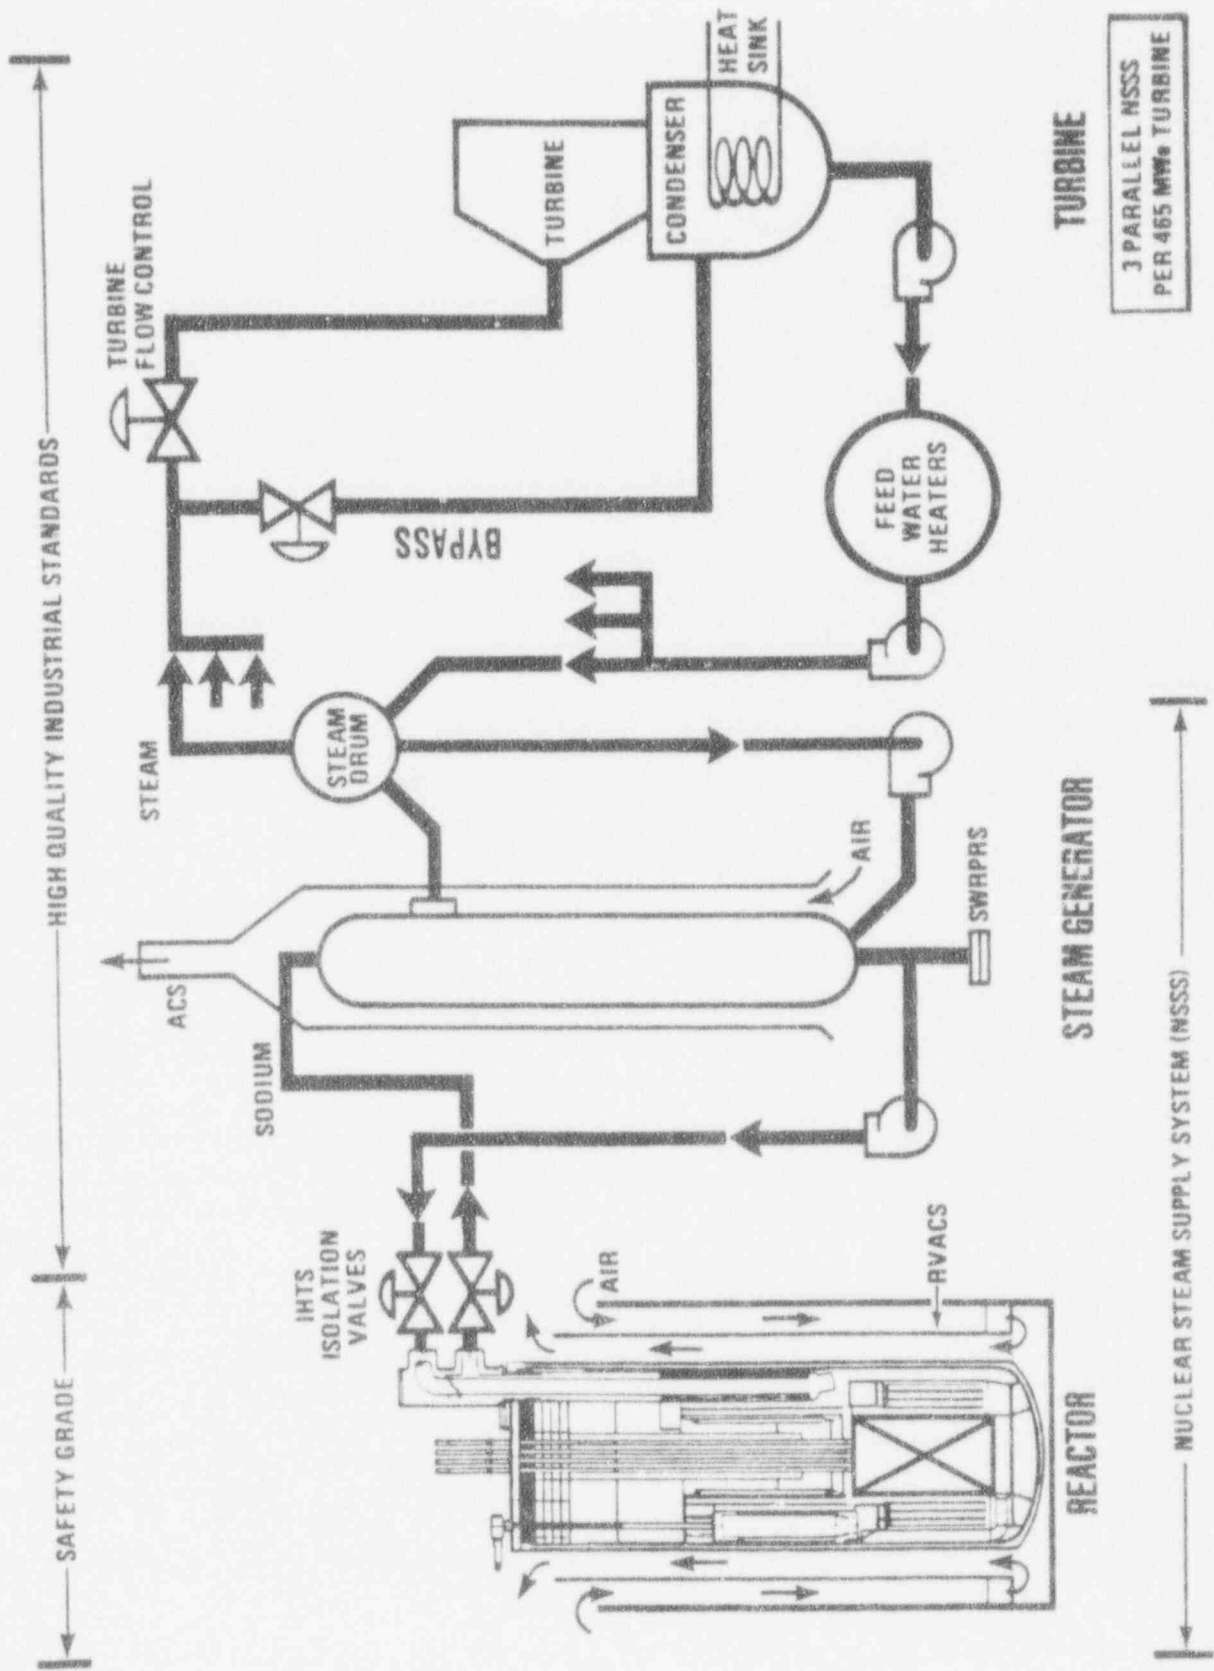 SAFETY GRADE
HIGH QUALITY INDUSTRIAL STANDARDS
ACS
STEAM
TURBINE
FLOW CONTROL
SODIUM
IHTS
ISOLATION
VALVES
STEAM
DRUM
BYPASS
TURBINE
CONDENSER
HEAT
SINK
AIR
RVACS
AIR
SWRPRS
FEED
WATER
HEATERS
REACTOR
STEAM GENERATOR
TURBINE
NUCLEAR STEAM SUPPLY SYSTEM (NSSS)
3 PARALLEL NSSS
PER 465 MWe TURBINE